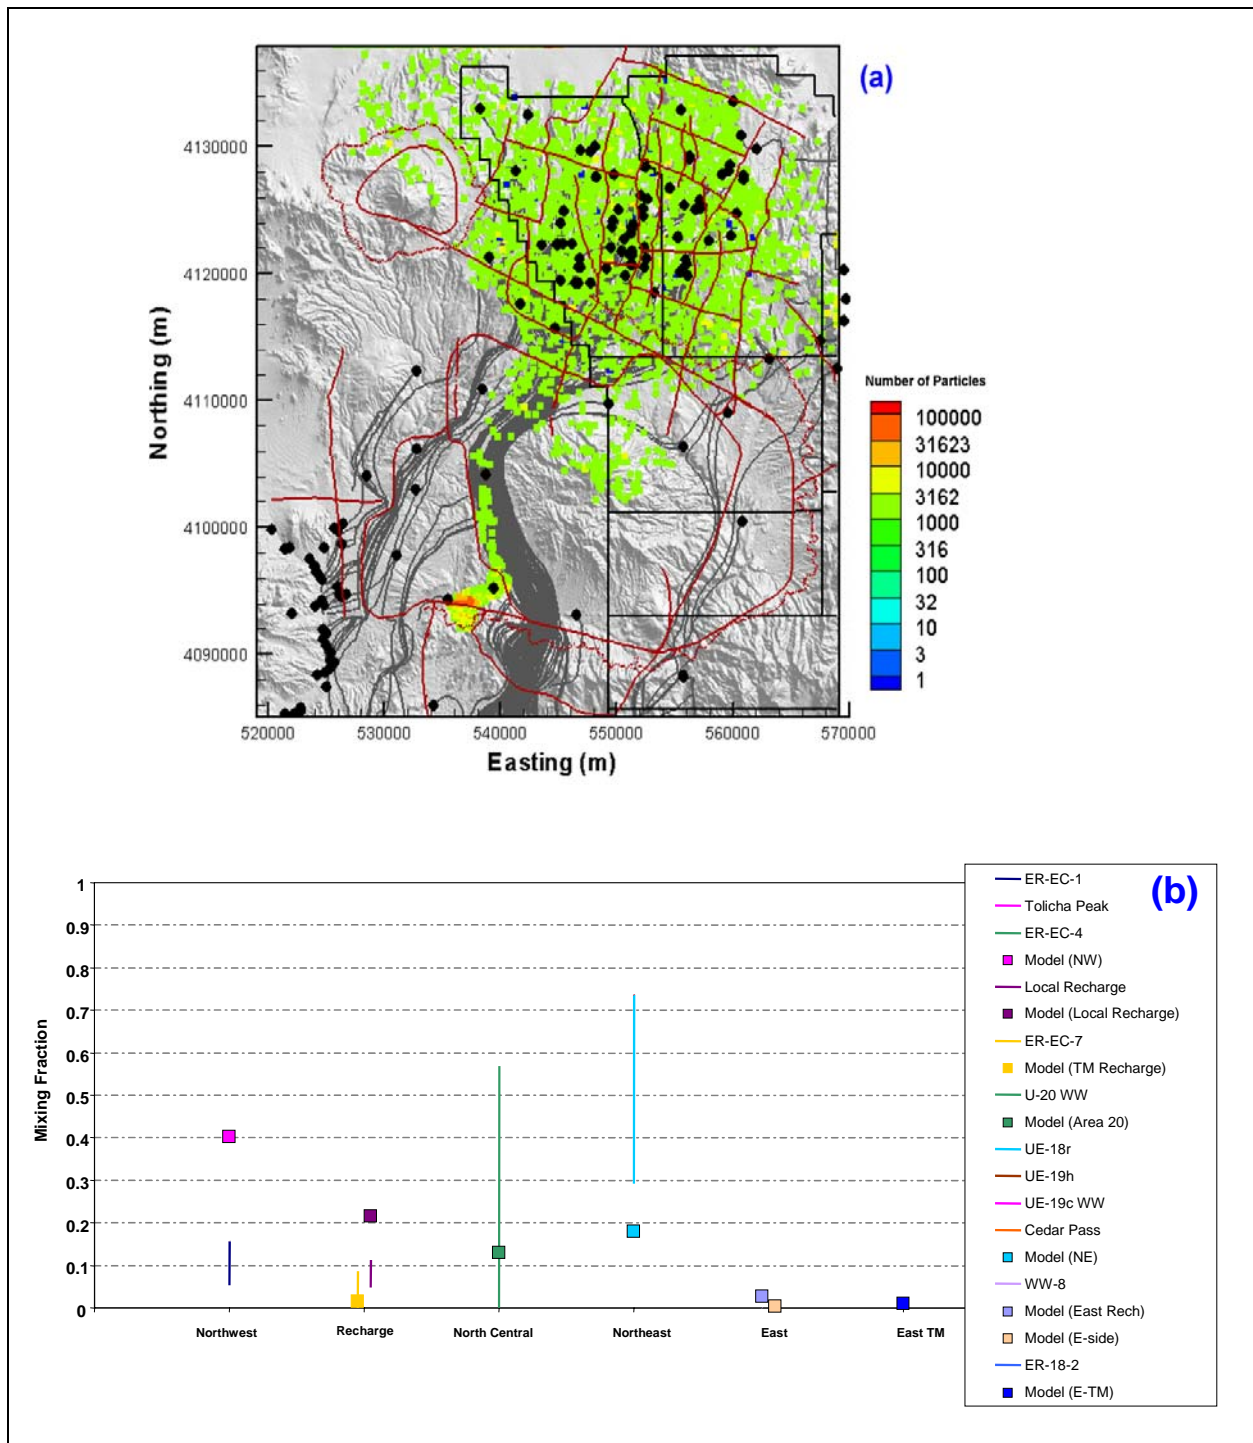 (a)
4130000
4120000
4110000
4100000
4090000
Northing (m)
520000 530000 540000 550000 560000 570000
Easting (m)
Number of Particles
100000
31623
10000
3162
1000
316
100
32
10
3
1
(b)
1
0.9
0.8
0.7
0.6
0.5
0.4
0.3
0.2
0.1
0
Mixing Fraction
Northwest Recharge North Central Northeast East East TM
ER-EC-1
Tolicha Peak
ER-EC-4
Model (NW)
Local Recharge
Model (Local Recharge)
ER-EC-7
Model (TM Recharge)
U-20 WW
Model (Area 20)
UE-18r
UE-19h
UE-19c WW
Cedar Pass
Model (NE)
WW-8
Model (East Rech)
Model (E-side)
ER-18-2
Model (E-TM)